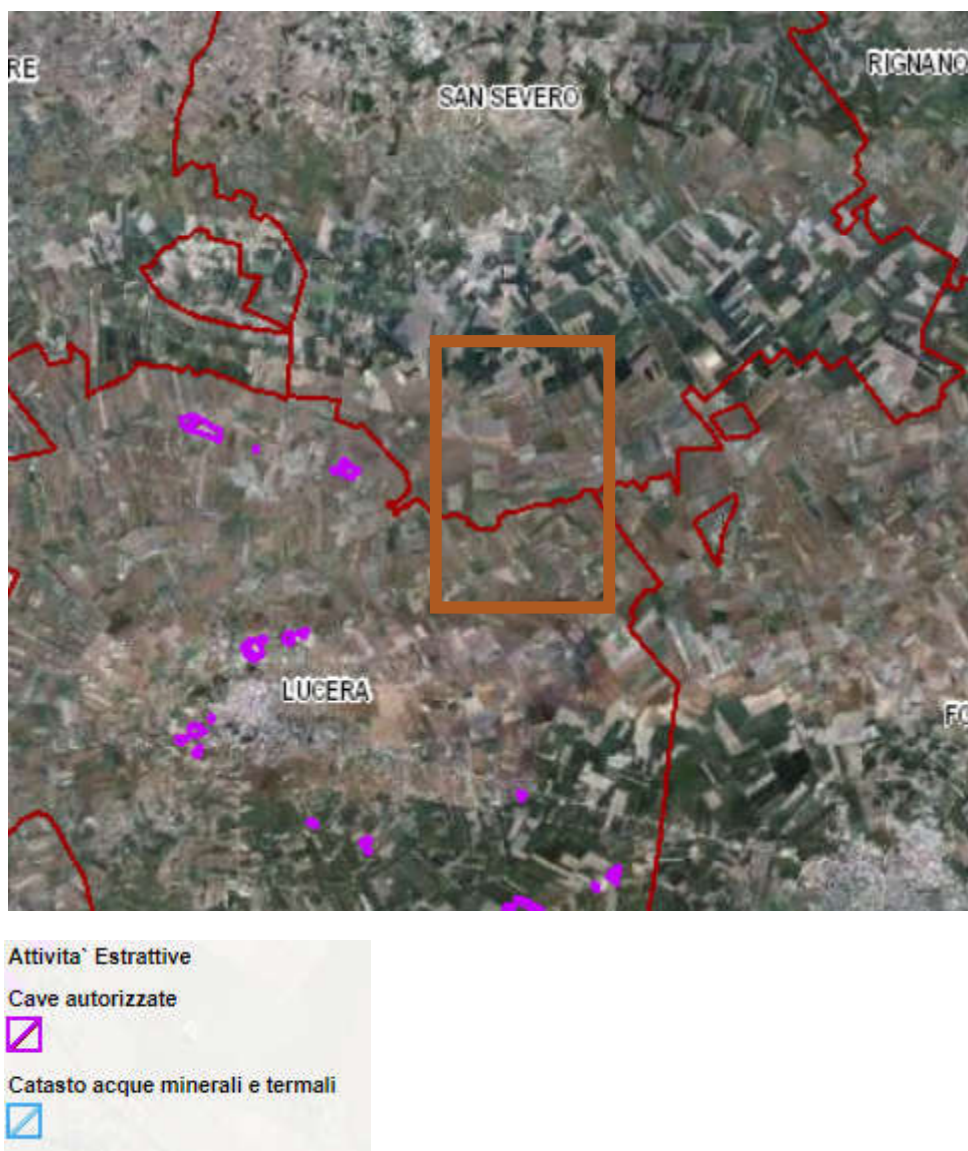 RE
RIGNANO
SAN SEVERO
LUCERA
FO
Attivita` Estrattive
Cave autorizzate
Catasto acque minerali e termali